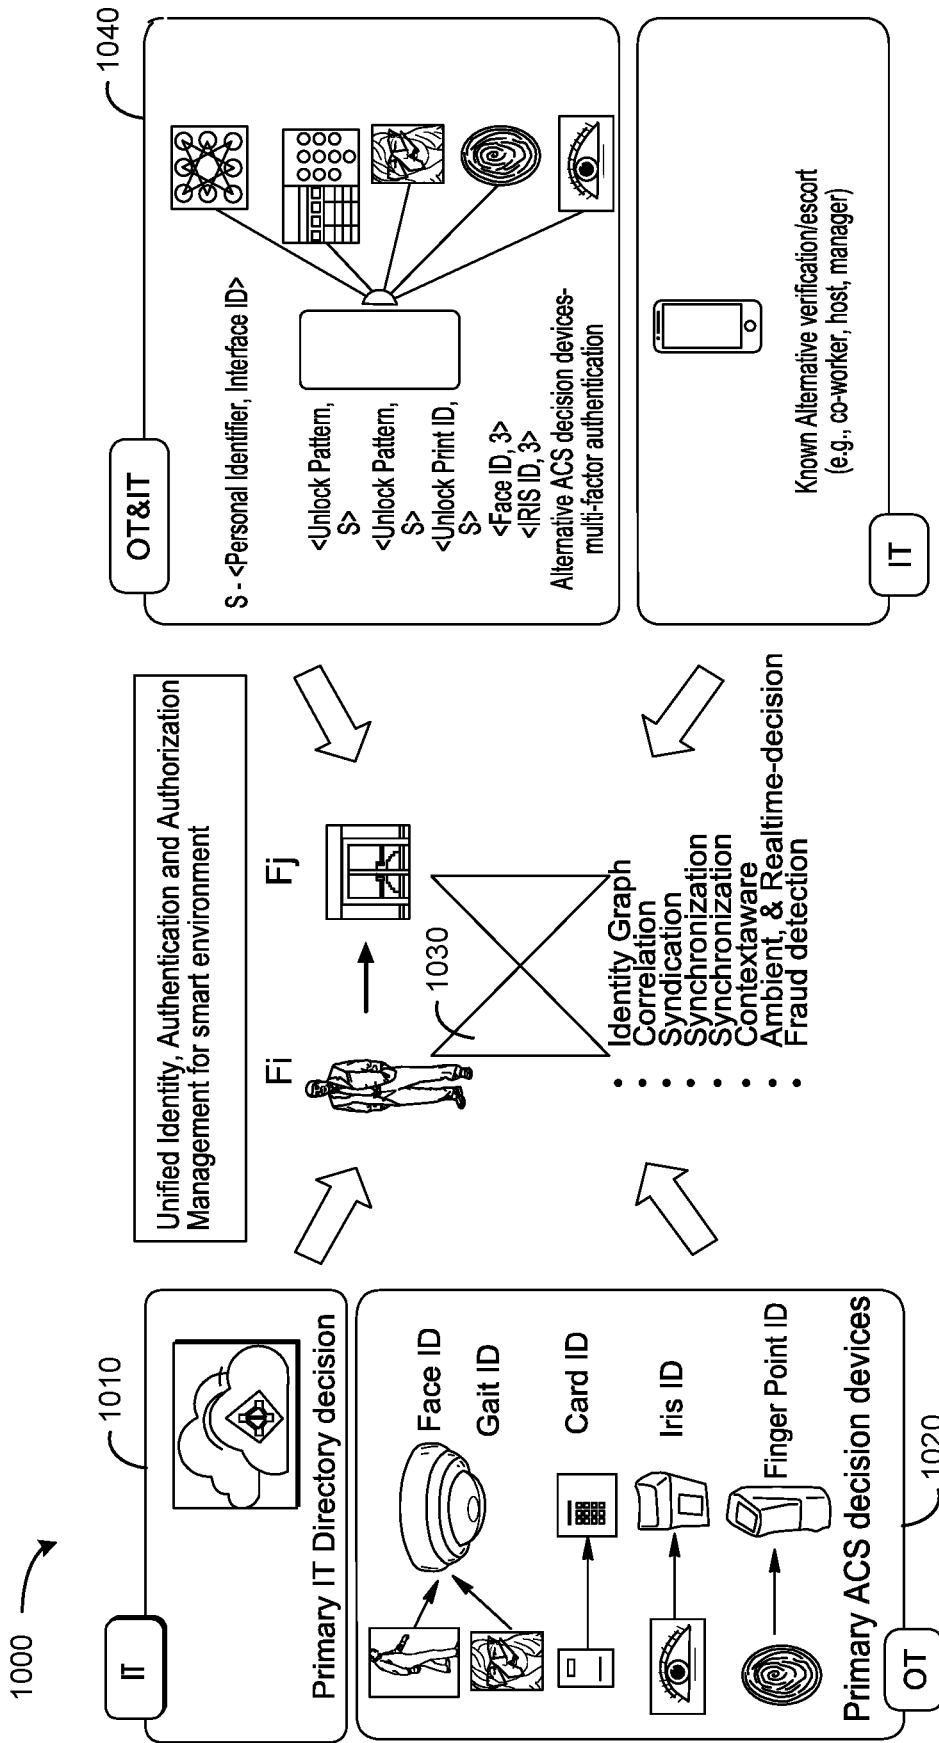 1000
1010
IT
Primary IT Directory decision
Face ID
Gait ID
Card ID
Iris ID
Finger Point ID
Primary ACS decision devices
OT
1020
Unified Identity, Authentication and Authorization
Management for smart environment
Fi
Fj
1030
Identity Graph
Correlation
Syndication
Synchronization
Synchronization
Contextaware
Ambient, & Realtime-decision
Fraud detection
1040
OT&IT
S - <Personal Identifier, Interface ID>
<Unlock Pattern,
S>
<Unlock Pattern,
S>
<Unlock Print ID,
S>
<Face ID, 3>
<IRIS ID, 3>
Alternative ACS decision devices-
multi-factor authentication
Known Alternative verification/escort
(e.g., co-worker, host, manager)
IT